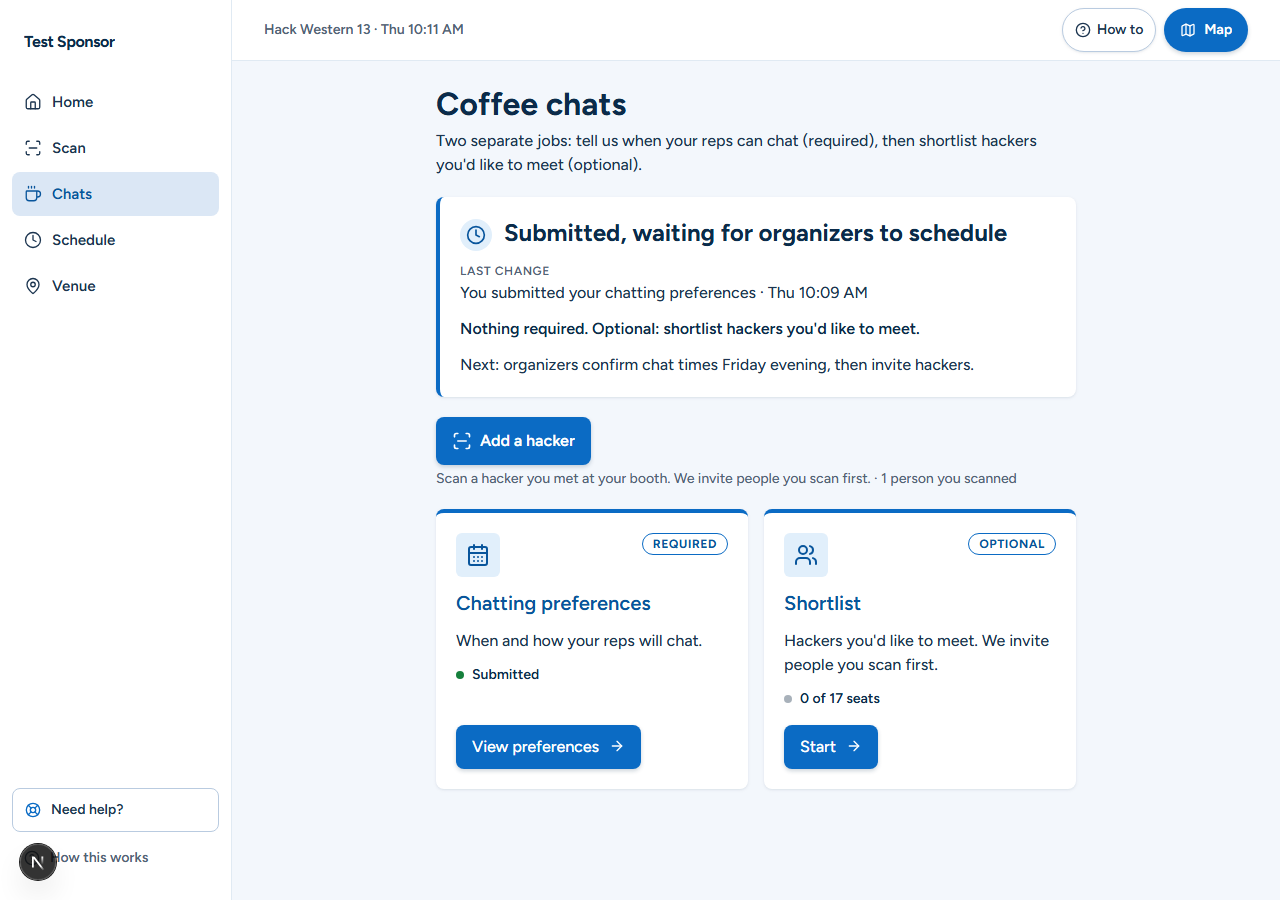 Test Sponsor
Hack Western 13 · Thu 10:11 AM
How to
Map
Home
Scan
Chats
Schedule
Venue
Coffee chats
Two separate jobs: tell us when your reps can chat (required), then shortlist hackers
you'd like to meet (optional).
Submitted, waiting for organizers to schedule
LAST CHANGE
You submitted your chatting preferences · Thu 10:09 AM
Nothing required. Optional: shortlist hackers you'd like to meet.
Next: organizers confirm chat times Friday evening, then invite hackers.
Add a hacker
Scan a hacker you met at your booth. We invite people you scan first. · 1 person you scanned
REQUIRED
Chatting preferences
When and how your reps will chat.
Submitted
View preferences
OPTIONAL
Shortlist
Hackers you'd like to meet. We invite
people you scan first.
0 of 17 seats
Start
Need help?
How this works
N